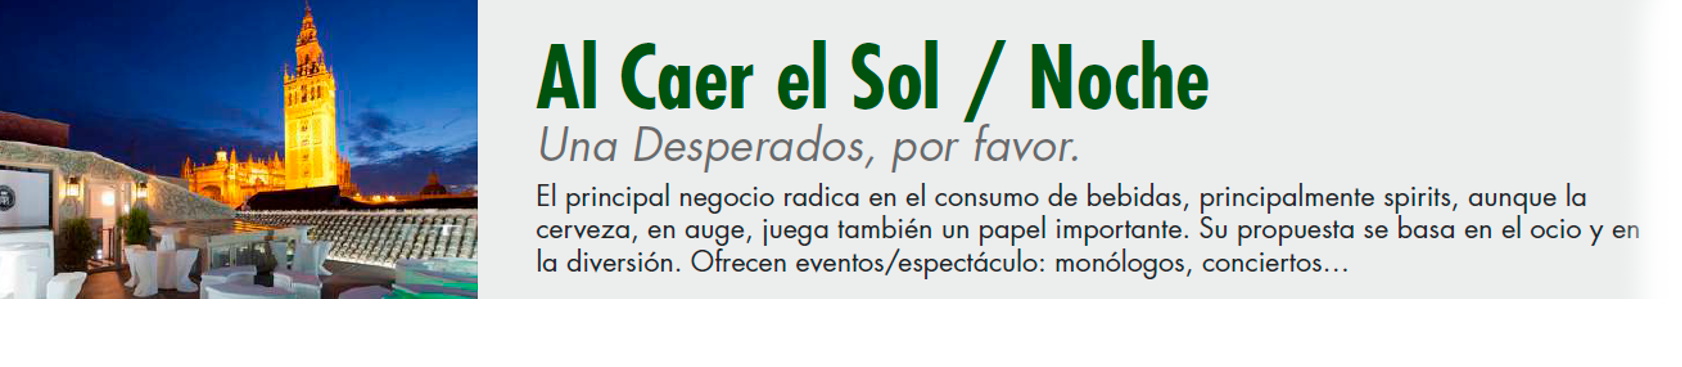 Al Caer el Sol / Noche
Una Desperados, por favor.
El principal negocio radica en el consumo de bebidas, principalmente spirits, aunque la
cerveza, en auge, juega también un papel importante. Su propuesta se basa en el ocio y en
la diversión. Ofrecen eventos/espectáculo: monólogos, conciertos...